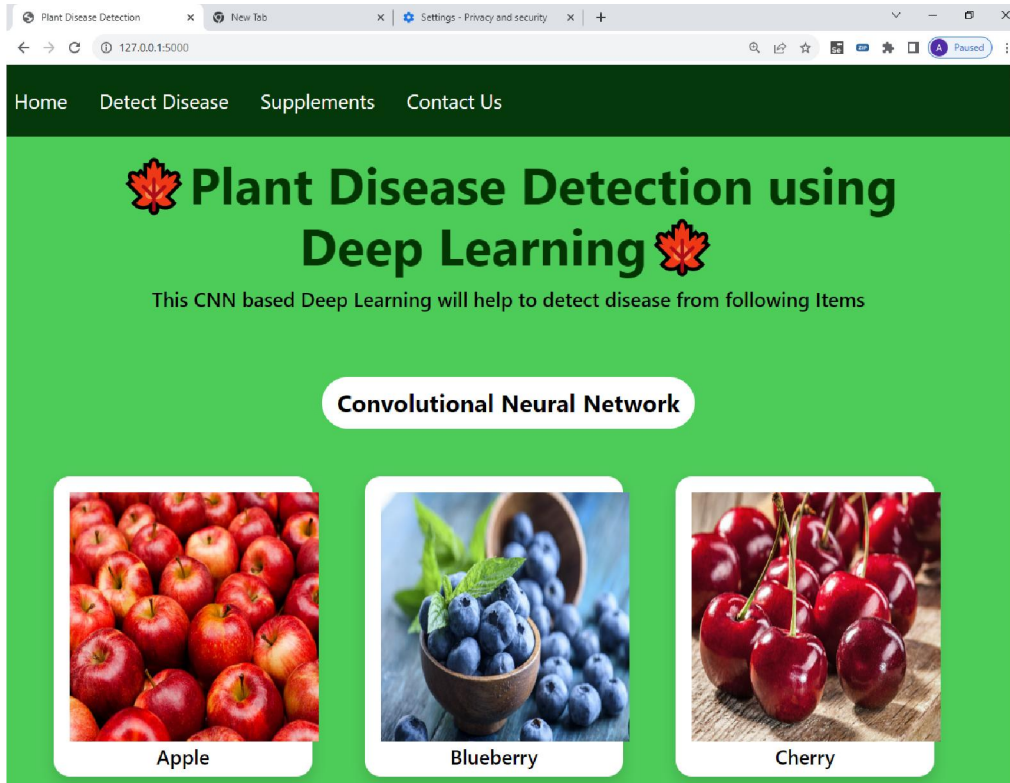 Plant Disease Detection
New Tab
Settings - Privacy and security
127.0.0.1:5000
ZIP
A
Paused
Home
Detect Disease
Supplements
Contact Us
Plant Disease Detection using
Deep Learning
This CNN based Deep Learning will help to detect disease from following Items
Convolutional Neural Network
Apple
Blueberry
Cherry